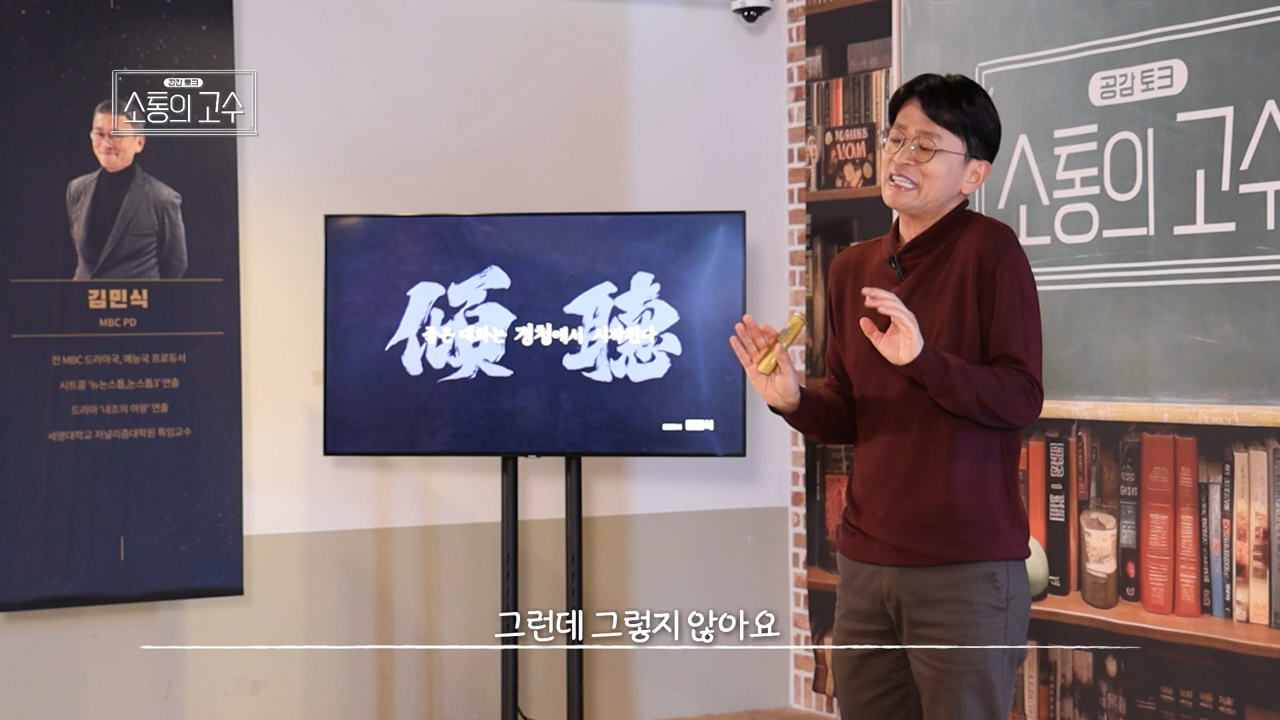 공감 토크
소통의 고수
김민식
MBC PD
전 MBC 드라마국, 예능국 프로듀서
시트콤 '뉴논스톱, 논스톱3' 연출
드라마 '내조의 여왕' 연출
세명대학교 저널리즘대학원 특임교수
傾聽
좋은 대화는 경청에서 시작된다
김민식
공감 토크
소통의 고수
그런데 그렇지 않아요